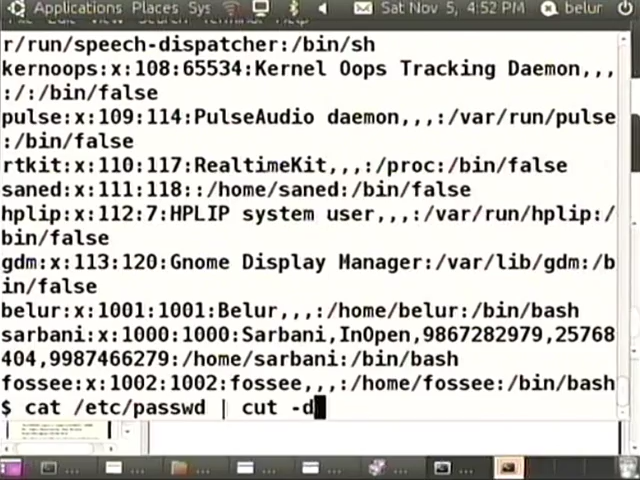 Applications Places Sys Sat Nov 5, 4:52 PM belur
r/run/speech-dispatcher:/bin/sh
kernoops:x:108:65534:Kernel Oops Tracking Daemon,,,
:/:/bin/false
pulse:x:109:114:PulseAudio daemon,,,:/var/run/pulse
:/bin/false
rtkit:x:110:117:RealtimeKit,,,:/proc:/bin/false
saned:x:111:118::/home/saned:/bin/false
hplip:x:112:7:HPLIP system user,,,:/var/run/hplip:/
bin/false
gdm:x:113:120:Gnome Display Manager:/var/lib/gdm:/b
in/false
belur:x:1001:1001:Belur,,,:/home/belur:/bin/bash
sarbani:x:1000:1000:Sarbani,InOpen,9867282979,25768
404,9987466279:/home/sarbani:/bin/bash
fossee:x:1002:1002:fossee,,,:/home/fossee:/bin/bash
$ cat /etc/passwd | cut -d